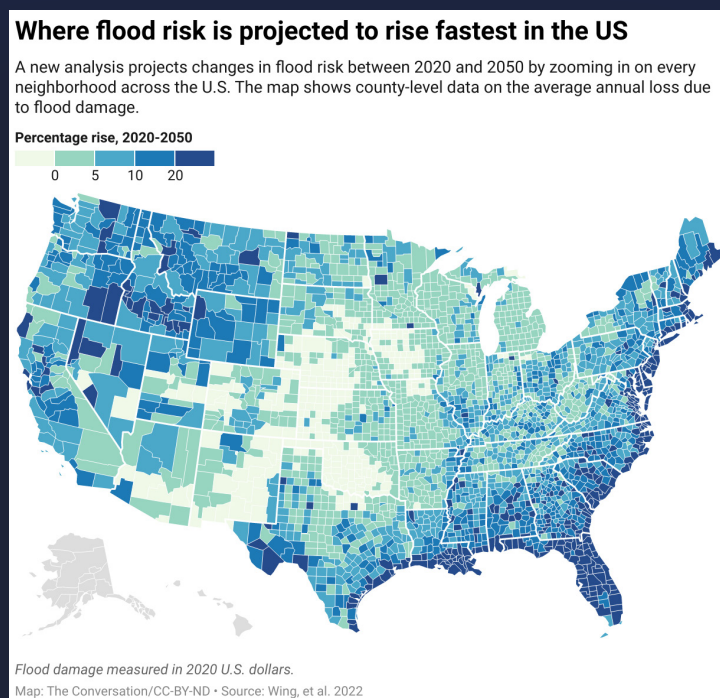 Where flood risk is projected to rise fastest in the US
A new analysis projects changes in flood risk between 2020 and 2050 by zooming in on every
neighborhood across the U.S. The map shows county-level data on the average annual loss due
to flood damage.
Percentage rise, 2020-2050
0 5 10 20
Flood damage measured in 2020 U.S. dollars.
Map: The Conversation/CC-BY-ND • Source: Wing, et al. 2022